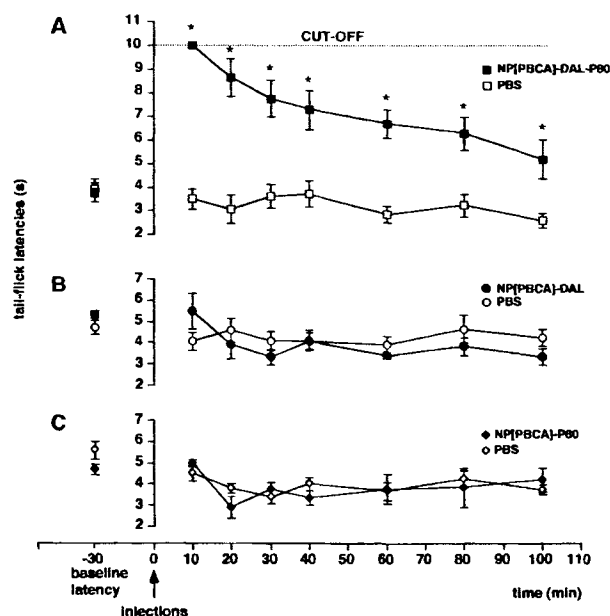 A
11
10
9
8
7
6
5
4
3
2
CUT-OFF
* * * * * * *
NP[PBCA]-DAL-P80
PBS
tail-flick latencies (s)
B
7
6
5
4
3
2
NP[PBCA]-DAL
PBS
C
7
6
5
4
3
2
NP[PBCA]-P80
PBS
-30 0 10 20 30 40 50 60 70 80 90 100 110
baseline latency
injections
time (min)